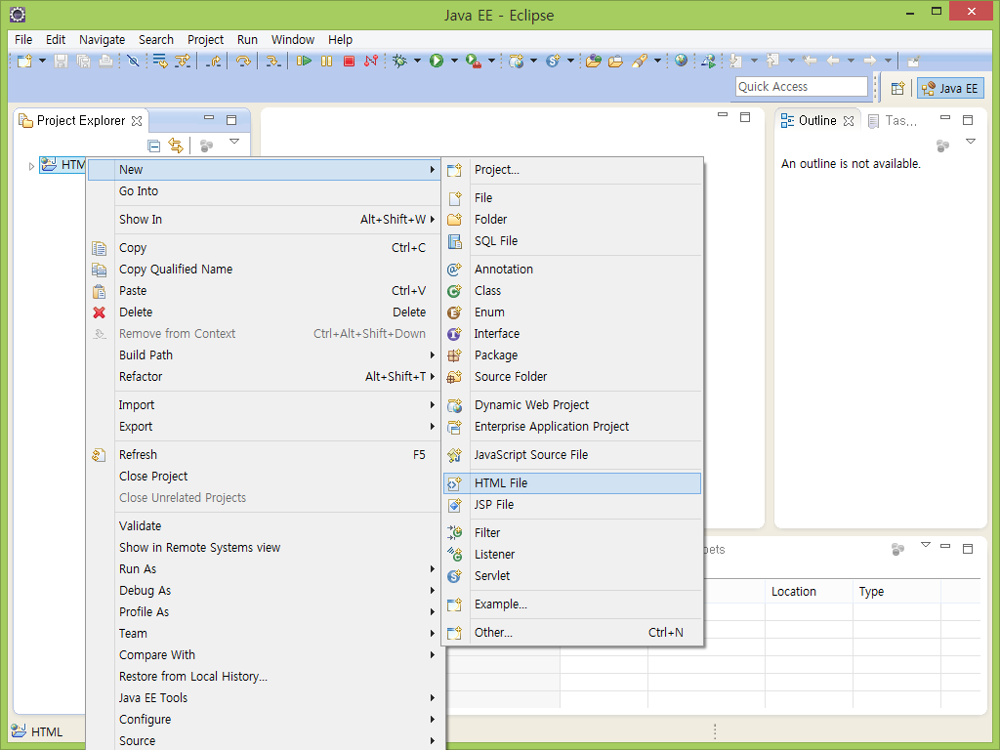 Java EE - Eclipse
File Edit Navigate Search Project Run Window Help
Quick Access
Java EE
Project Explorer
Outline
Tas...
An outline is not available.
HTM
New
Go Into
Show In Alt+Shift+W
Copy Ctrl+C
Copy Qualified Name
Paste Ctrl+V
Delete Delete
Remove from Context Ctrl+Alt+Shift+Down
Build Path
Refactor Alt+Shift+T
Import
Export
Refresh F5
Close Project
Close Unrelated Projects
Validate
Show in Remote Systems view
Run As
Debug As
Profile As
Team
Compare With
Restore from Local History...
Java EE Tools
Configure
Source
Project...
File
Folder
SQL File
Annotation
Class
Enum
Interface
Package
Source Folder
Dynamic Web Project
Enterprise Application Project
JavaScript Source File
HTML File
JSP File
Filter
Listener
Servlet
Example...
Other... Ctrl+N
pets
Location Type
HTML